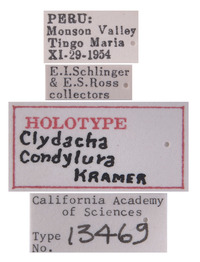 PERU:
Monson Valley
Tingo Maria
XI-29-1954
E.I.Schlinger
& E.S.Ross
collectors
HOLOTYPE
Clydacha
Condylura
KRAMER
California Academy
of Sciences
Type
No. 13469